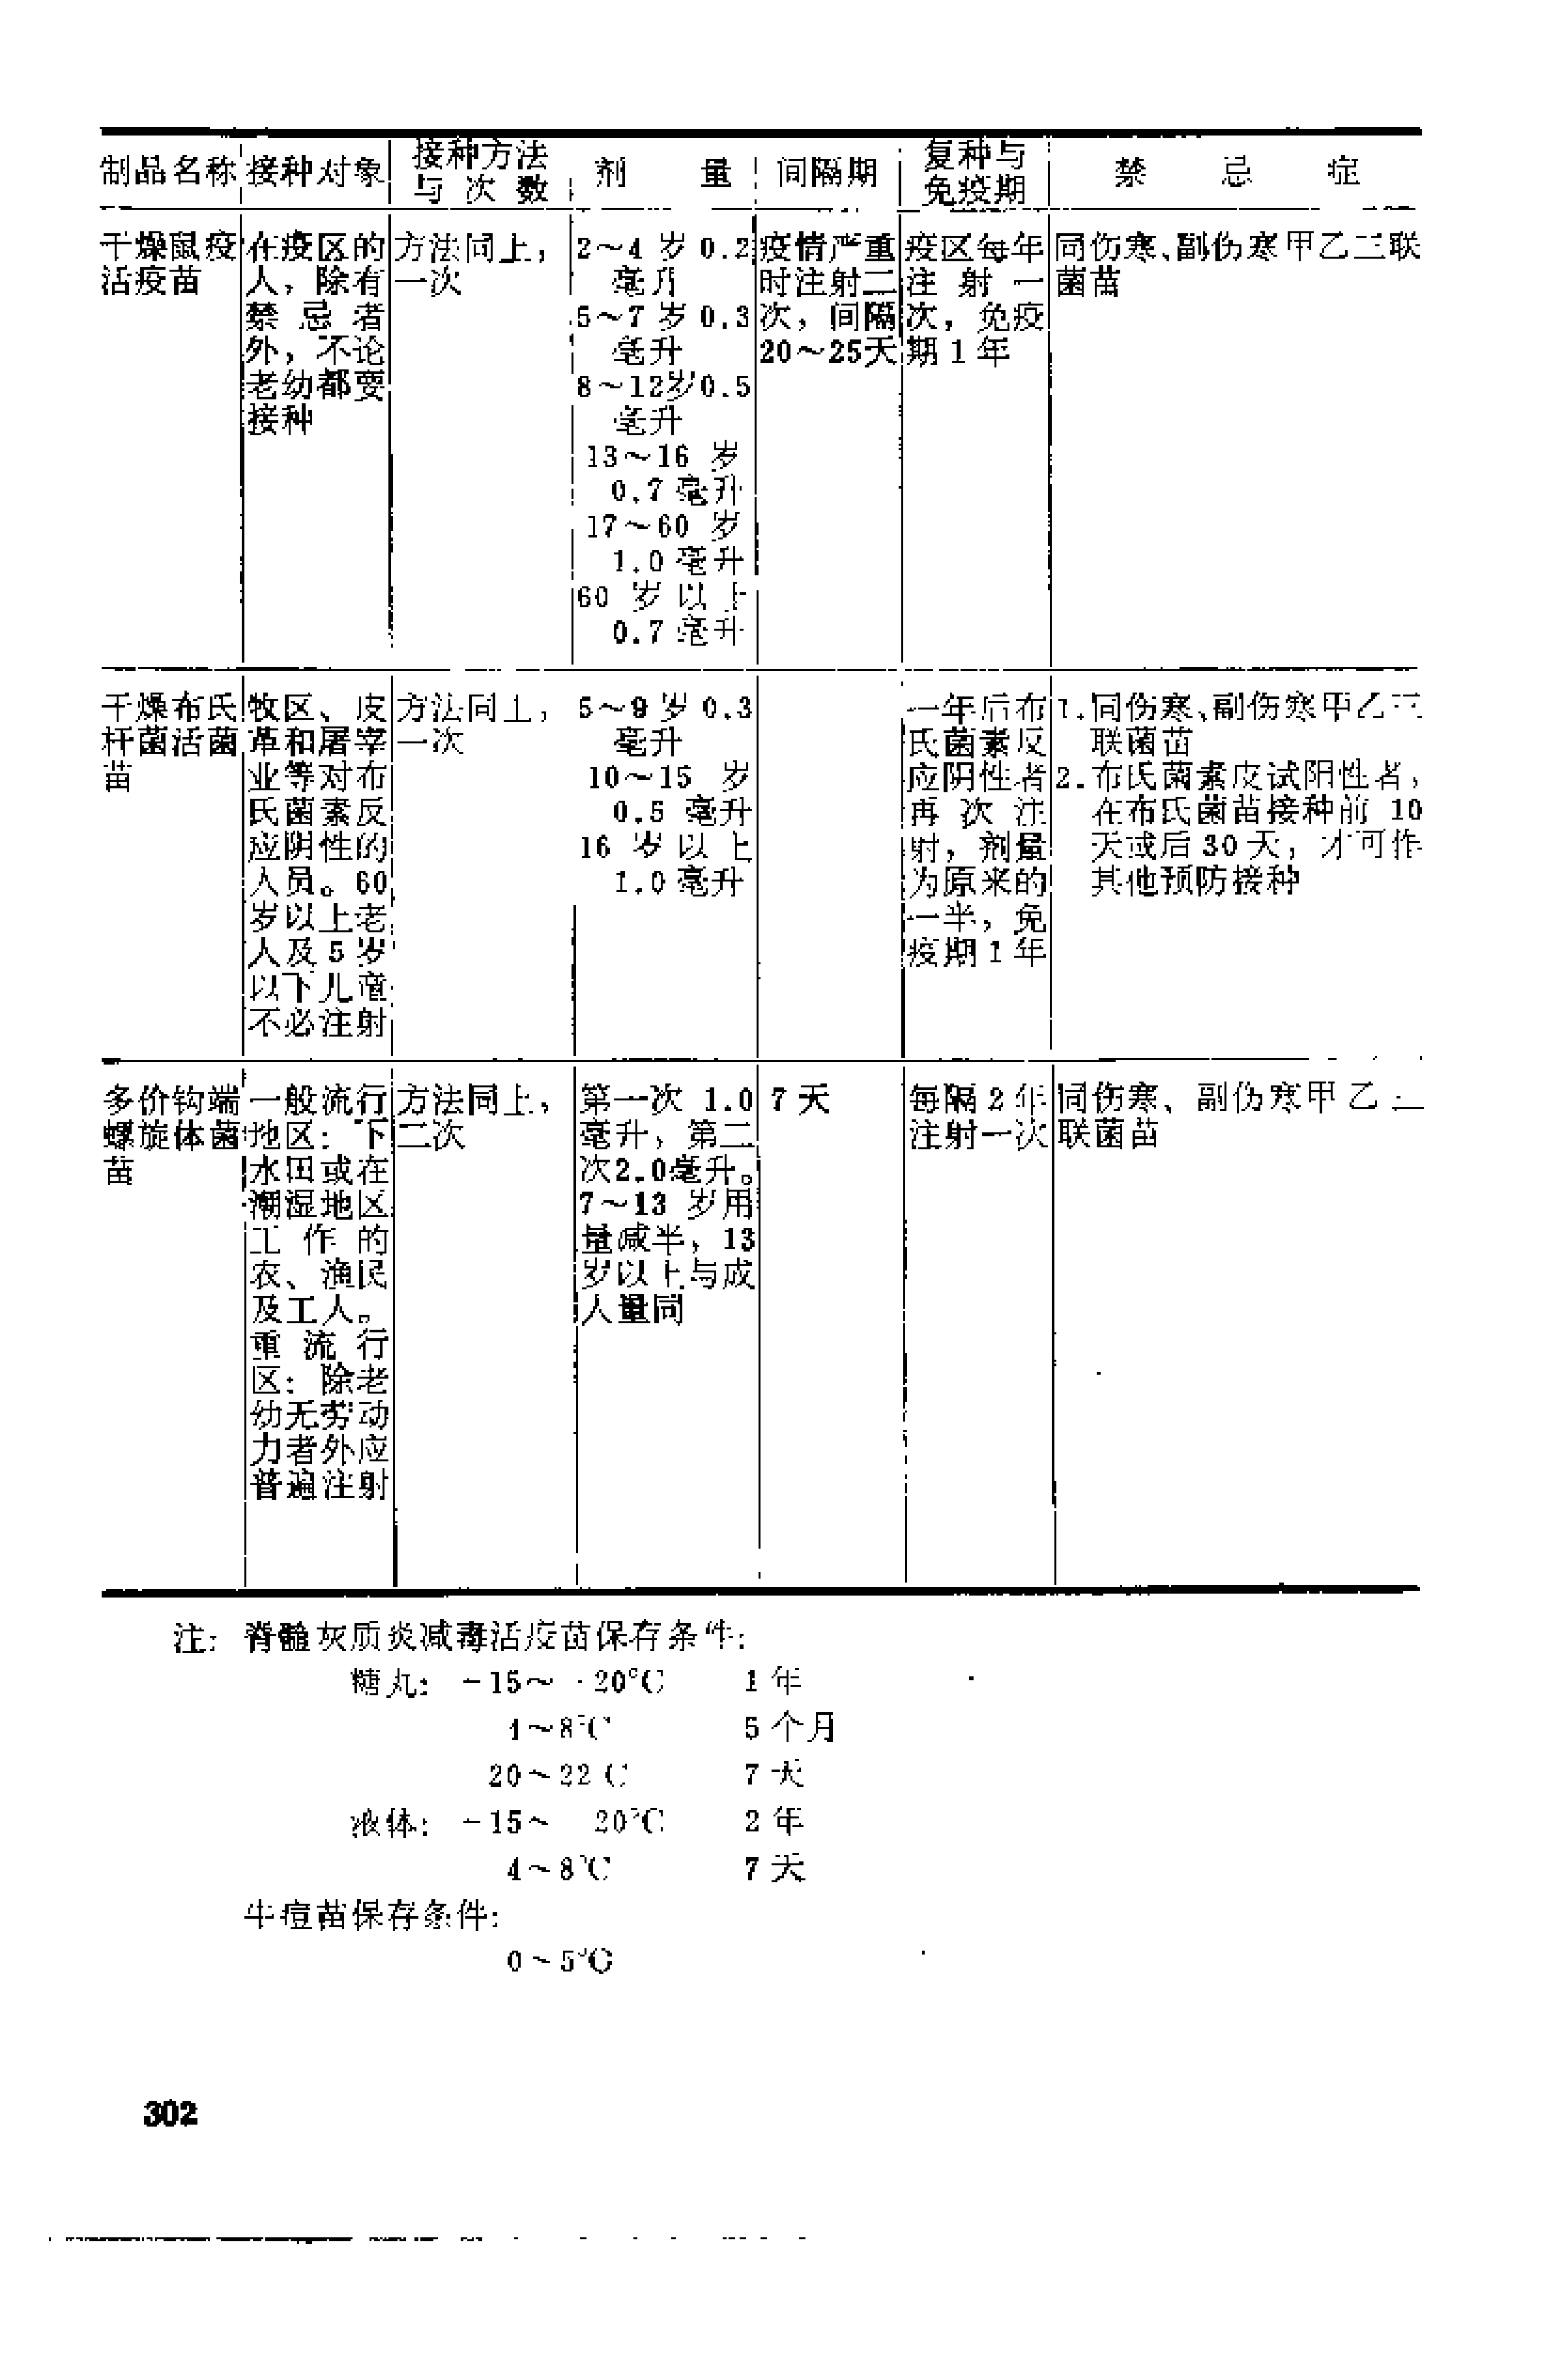 制品名称 接种对象 接种方法与次数 剂量 间隔期 复种与免疫期 禁忌症
干燥鼠疫
活疫苗
在疫区的
人，除有
禁忌者
外，不论
老幼都要
接种
方法同上，
一次
2～4岁0.2
毫升
5～7岁0.3
毫升
8～12岁0.5
毫升
13～16岁
0.7毫升
17～60岁
1.0毫升
60岁以上
0.7毫升
疫情严重
时注射二
次，间隔
20～25天
疫区每年
注射一
次，免疫
期1年
同伤寒、副伤寒甲乙三联
菌苗
干燥布氏
杆菌活菌
苗
牧区、皮
革和屠宰
业等对布
氏菌素反
应阴性的
人员。60
岁以上老
人及5岁
以下儿童
不必注射
方法同上，
一次
5～9岁0.3
毫升
10～15岁
0.5毫升
16岁以上
1.0毫升
一年后布
氏菌素反
应阴性者
再次注
射，剂量
为原来的
一半，免
疫期1年
1.同伤寒、副伤寒甲乙三
联菌苗
2.布氏菌素皮试阳性者，
在布氏菌苗接种前10
天或后30天，才可作
其他预防接种
多价钩端
螺旋体菌
苗
一般流行
地区：下
水田或在
潮湿地区
工作的
农、渔民
及工人。
重流行
区：除老
幼无劳动
力者外应
普遍注射
方法同上，
二次
第一次1.0
毫升，第二
次2.0毫升。
7～13岁用
量减半，13
岁以上与成
人量同
7天
每隔2年
注射一次
同伤寒、副伤寒甲乙三
联菌苗
注：脊髓灰质炎减毒活疫苗保存条件：
糖丸：－15～－20℃ 1年
4～8℃ 5个月
20～22℃ 7天
液体：－15～－20℃ 2年
4～8℃ 7天
牛痘苗保存条件：
0～5℃
302